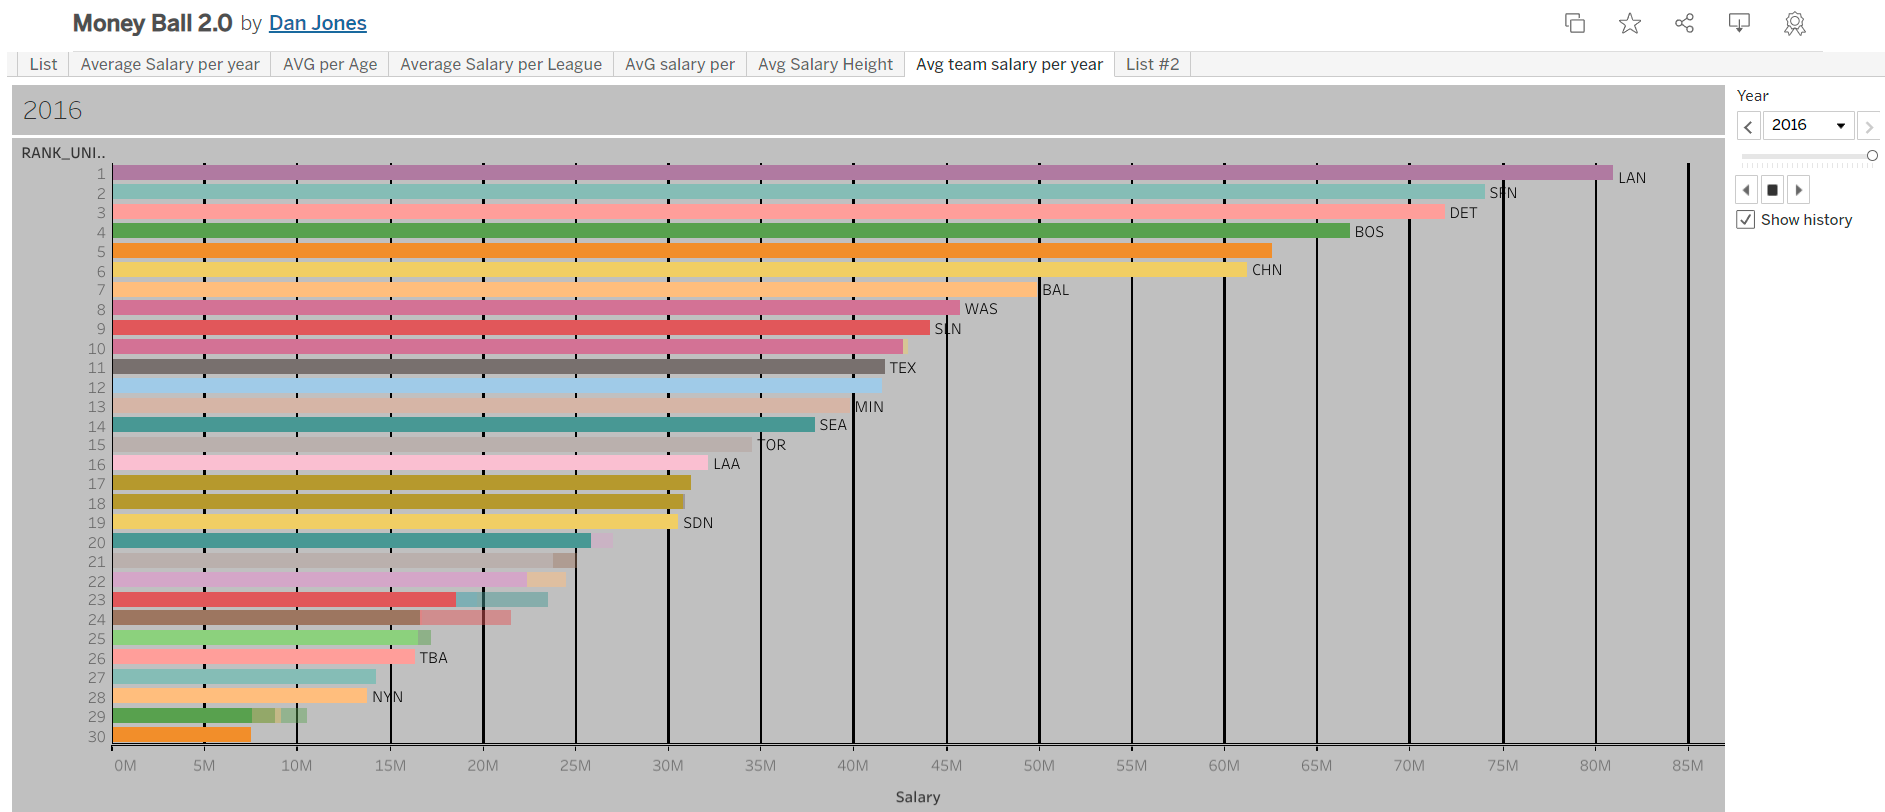 Money Ball 2.0 by Dan Jones
List Average Salary per year AVG per Age Average Salary per League AvG salary per Avg Salary Height Avg team salary per year List #2
2016
Year
2016
Show history
RANK_UNI..
1 LAN
2 SFN
3 DET
4 BOS
5
6 CHN
7 BAL
8 WAS
9 SLN
10
11 TEX
12
13 MIN
14 SEA
15 TOR
16 LAA
17
18
19 SDN
20
21
22
23
24
25
26 TBA
27
28 NYN
29
30
0M 5M 10M 15M 20M 25M 30M 35M 40M 45M 50M 55M 60M 65M 70M 75M 80M 85M
Salary